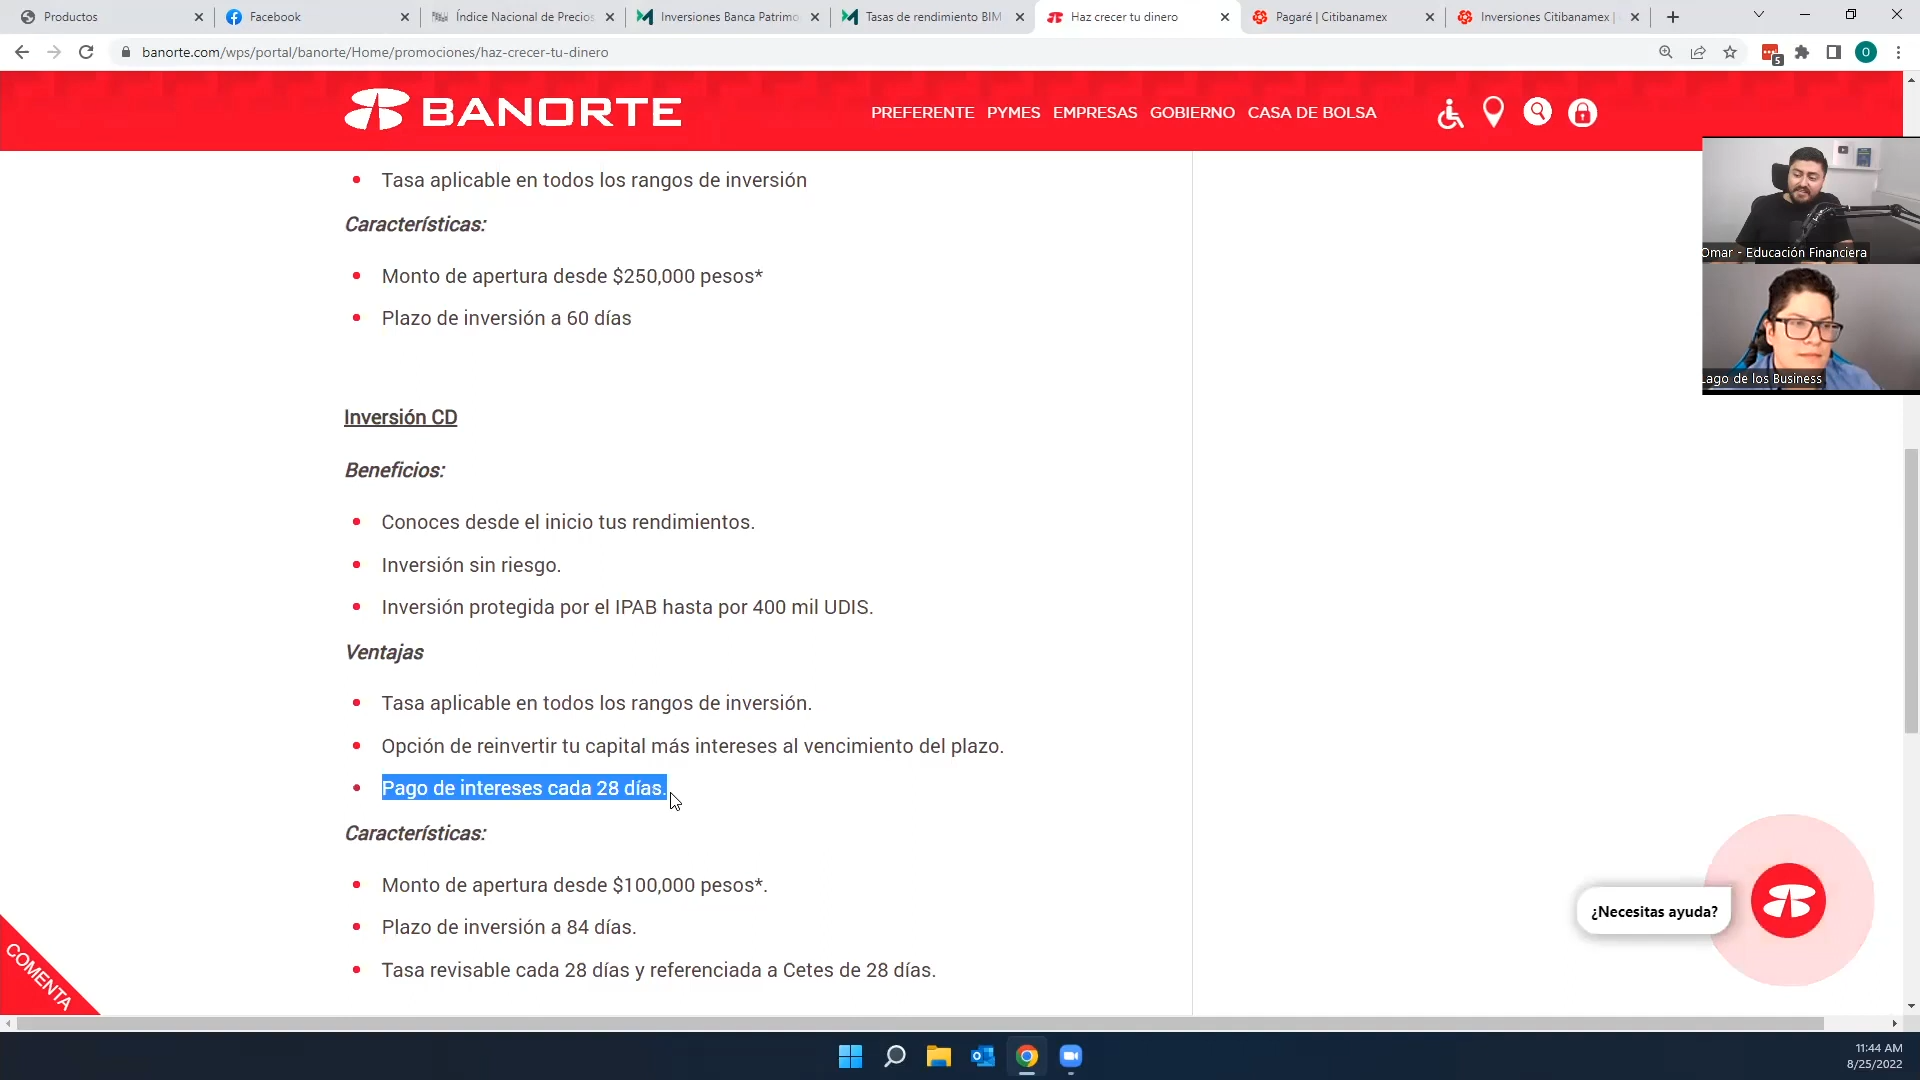 Productos
Facebook
Índice Nacional de Precios
Inversiones Banca Patrimo
Tasas de rendimiento BIM
Haz crecer tu dinero
Pagaré | Citibanamex
Inversiones Citibanamex |
banorte.com/wps/portal/banorte/Home/promociones/haz-crecer-tu-dinero
5
O
BANORTE
PREFERENTE PYMES EMPRESAS GOBIERNO CASA DE BOLSA
Tasa aplicable en todos los rangos de inversión
Características:
Monto de apertura desde $250,000 pesos*
Plazo de inversión a 60 días
Inversión CD
Beneficios:
Conoces desde el inicio tus rendimientos.
Inversión sin riesgo.
Inversión protegida por el IPAB hasta por 400 mil UDIS.
Ventajas
Tasa aplicable en todos los rangos de inversión.
Opción de reinvertir tu capital más intereses al vencimiento del plazo.
Pago de intereses cada 28 días.
Características:
Monto de apertura desde $100,000 pesos*.
Plazo de inversión a 84 días.
Tasa revisable cada 28 días y referenciada a Cetes de 28 días.
Omar - Educación Financiera
Lago de los Business
¿Necesitas ayuda?
COMENTA
11:44 AM
8/25/2022